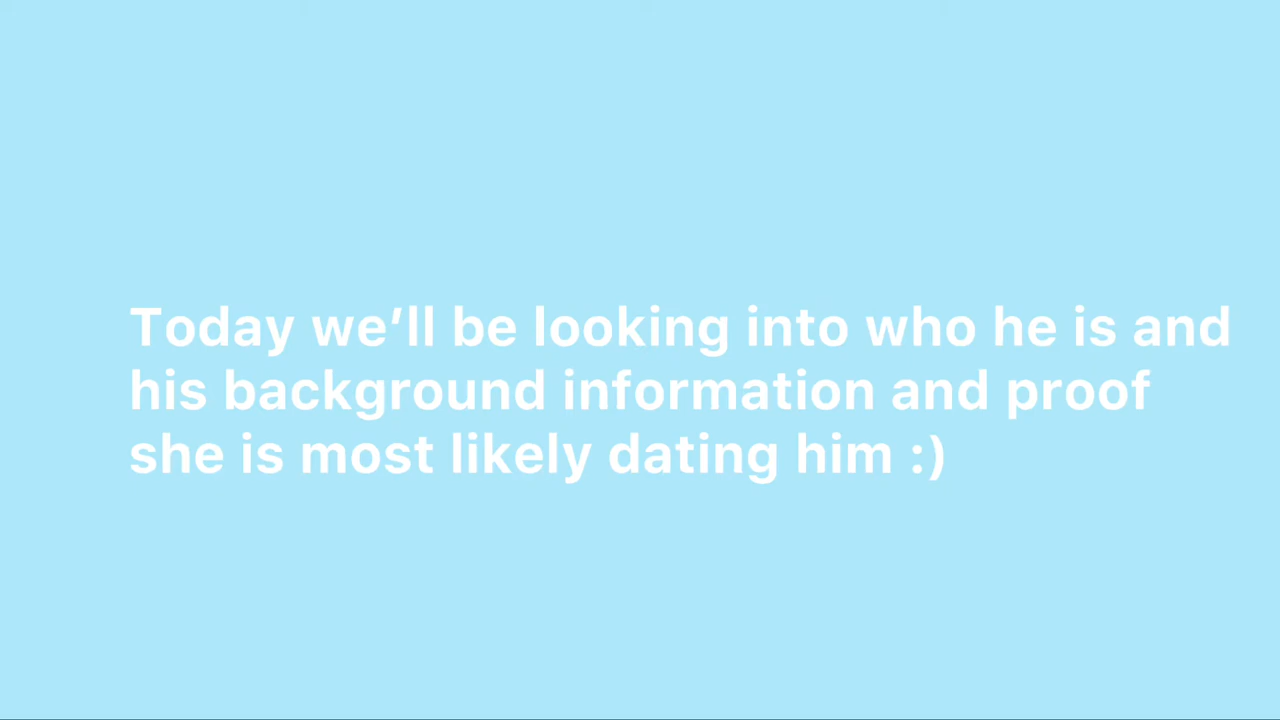 Today we’ll be looking into who he is and
his background information and proof
she is most likely dating him :)